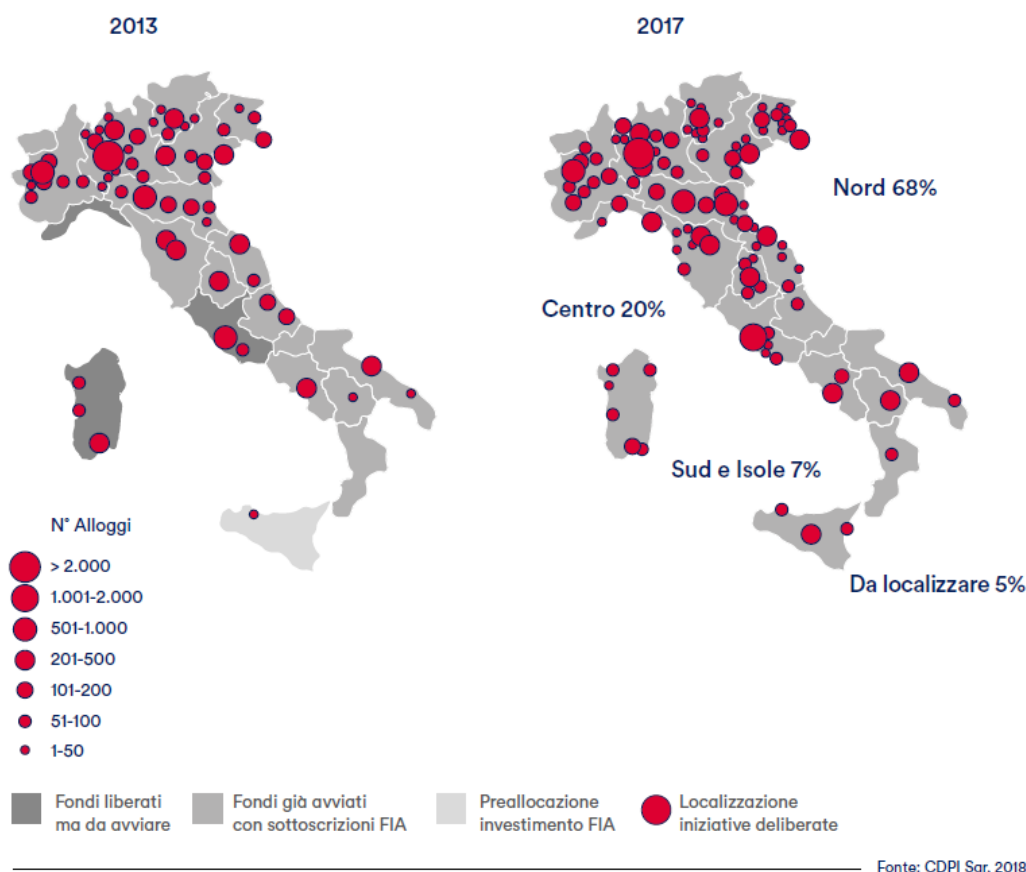 2013
2017
Nord 68%
Centro 20%
Sud e Isole 7%
Da localizzare 5%
N° Alloggi
> 2.000
1.001-2.000
501-1.000
201-500
101-200
51-100
1-50
Fondi liberati
ma da avviare
Fondi già avviati
con sottoscrizioni FIA
Preallocazione
investimento FIA
Localizzazione
iniziative deliberate
Fonte: CDPI Sgr, 2018